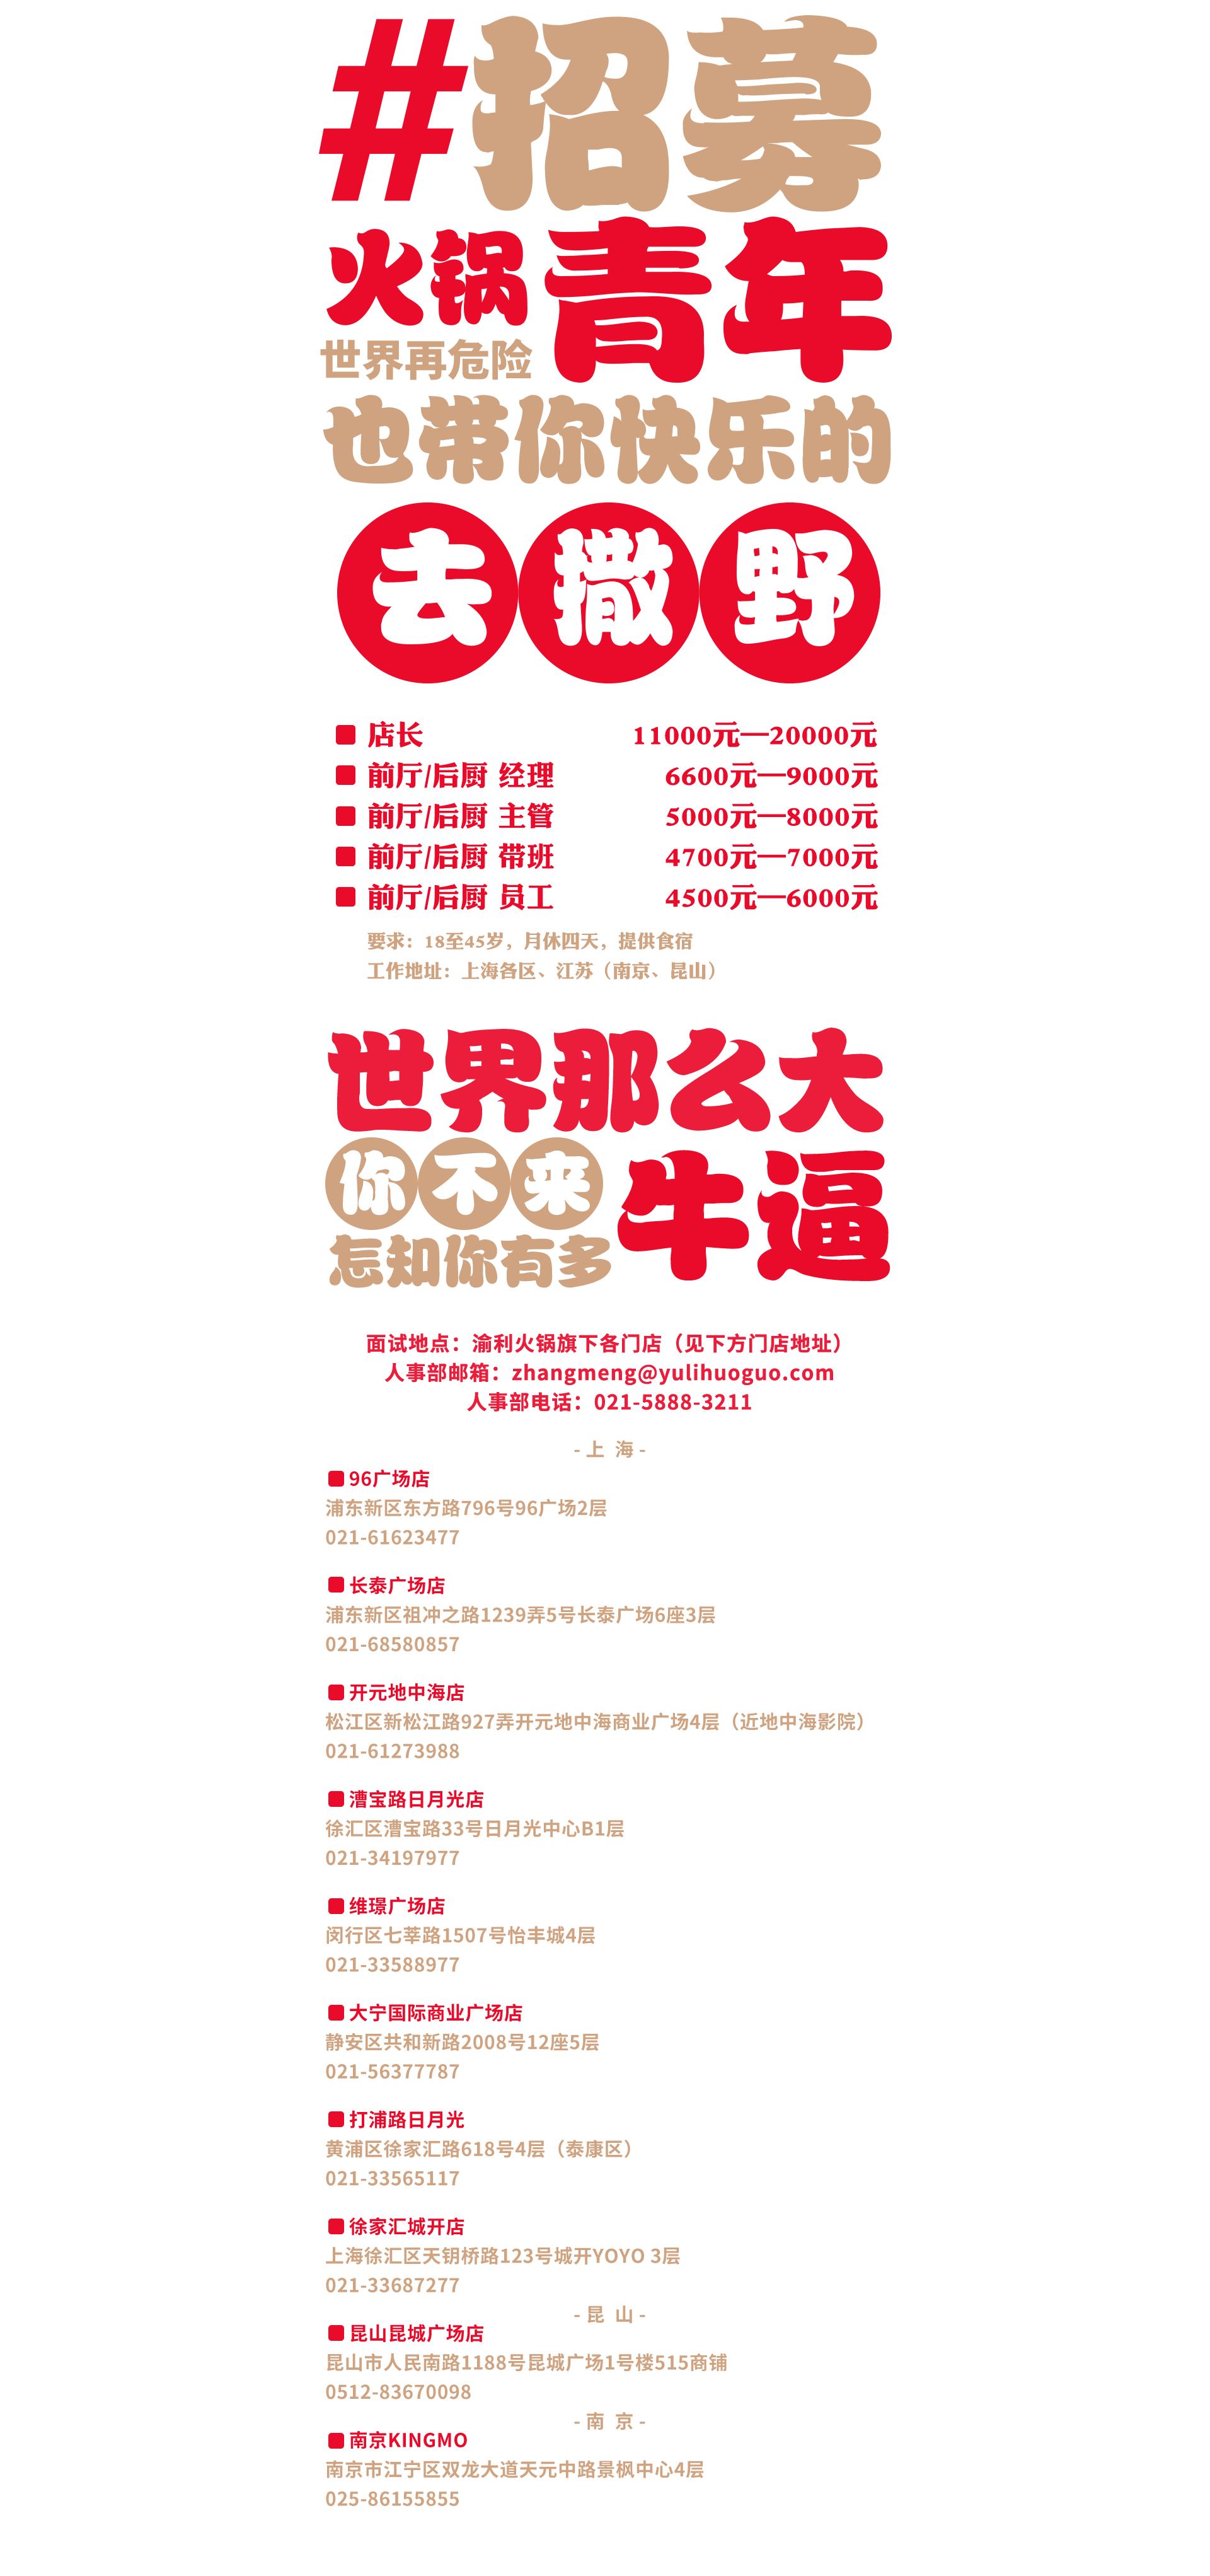 #招募
火锅青年
世界再危险
也带你快乐的
去撒野
店长 11000元—20000元
前厅/后厨 经理 6600元—9000元
前厅/后厨 主管 5000元—8000元
前厅/后厨 带班 4700元—7000元
前厅/后厨 员工 4500元—6000元
要求：18至45岁，月休四天，提供食宿
工作地址：上海各区、江苏（南京、昆山）
世界那么大
你不来
怎知你有多
牛逼
面试地点：渝利火锅旗下各门店（见下方门店地址）
人事部邮箱：zhangmeng@yulihuoguo.com
人事部电话：021-5888-3211
- 上 海 -
96广场店
浦东新区东方路796号96广场2层
021-61623477
长泰广场店
浦东新区祖冲之路1239弄5号长泰广场6座3层
021-68580857
开元地中海店
松江区新松江路927弄开元地中海商业广场4层（近地中海影院）
021-61273988
漕宝路日月光店
徐汇区漕宝路33号日月光中心B1层
021-34197977
维璟广场店
闵行区七莘路1507号怡丰城4层
021-33588977
大宁国际商业广场店
静安区共和新路2008号12座5层
021-56377787
打浦路日月光
黄浦区徐家汇路618号4层（泰康区）
021-33565117
徐家汇城开店
上海徐汇区天钥桥路123号城开YOYO 3层
021-33687277
- 昆 山 -
昆山昆城广场店
昆山市人民南路1188号昆城广场1号楼515商铺
0512-83670098
- 南 京 -
南京KINGMO
南京市江宁区双龙大道天元中路景枫中心4层
025-86155855